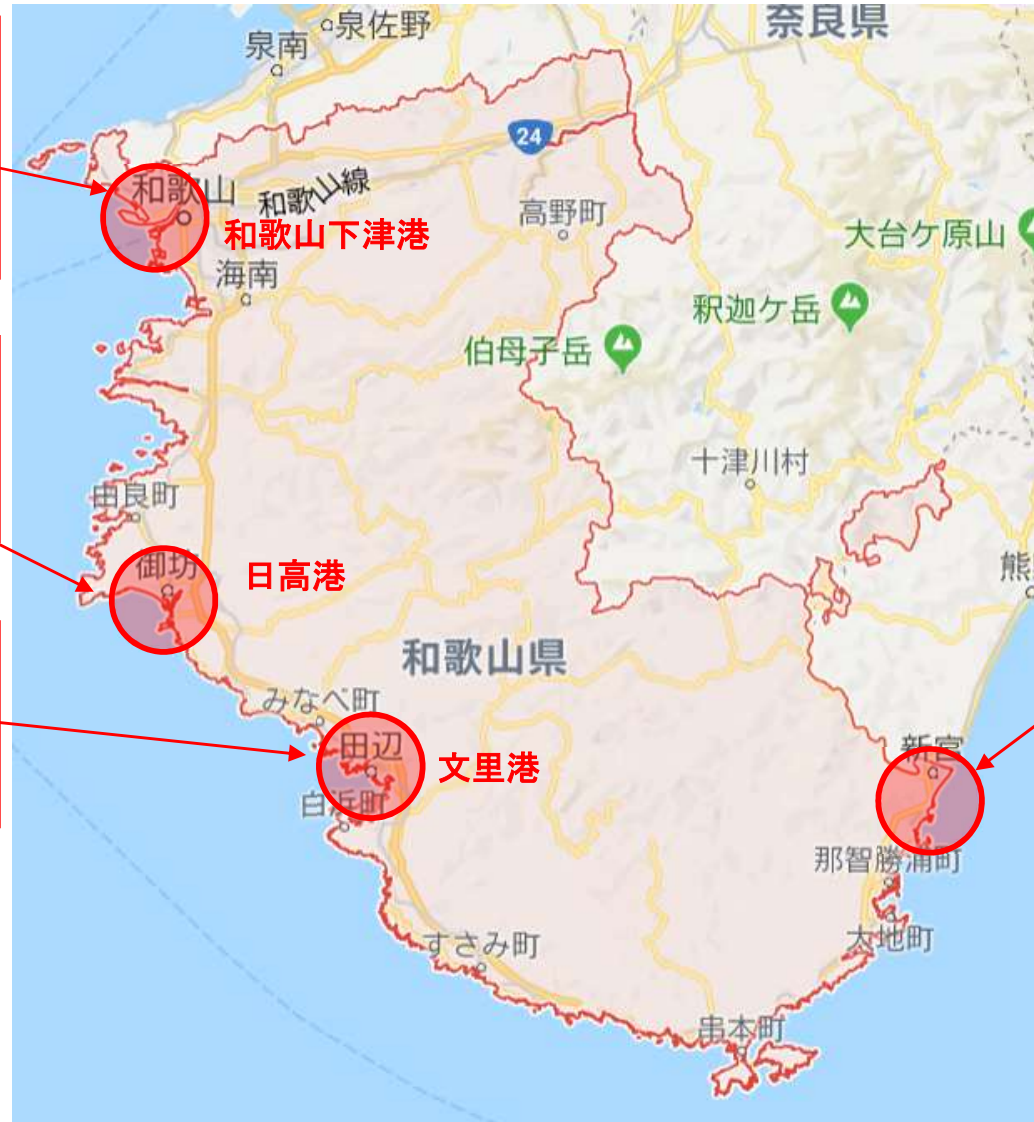 奈良県
泉佐野
泉南
24
和歌山
和歌山線
高野町
和歌山下津港
大台ケ原山
海南
釈迦ケ岳
伯母子岳
十津川村
由良町
御坊
日高港
熊
和歌山県
みなべ町
田辺
文里港
新宮
白浜町
那智勝浦町
太地町
すさみ町
串本町